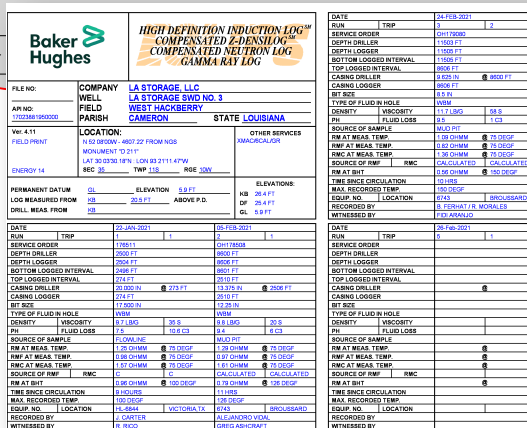 Baker
Hughes
HIGH DEFINITION INDUCTION LOG SM
COMPENSATED Z-DENSILOG SM
COMPENSATED NEUTRON LOG
GAMMA RAY LOG
FILE NO:
API NO:
17023881950000
COMPANY LA STORAGE, LLC
WELL LA STORAGE SWD NO. 3
FIELD WEST HACKBERRY
PARISH CAMERON STATE LOUISIANA
Ver. 4.11
FIELD PRINT
ENERGY 14
LOCATION:
FROM N NGS
MONUMENT "D 211"
LAT 30 03'30.18"N : LON 93 21'11.47"W
SEC 35 TWP 11S RGE 10W
OTHER SERVICES
XMAC/6CAL/GR
PERMANENT DATUM GL ELEVATION 5.9 FT
LOG MEASURED FROM KB 20.5 FT ABOVE P.D.
DRILL. MEAS. FROM KB
ELEVATIONS:
KB 26.4 FT
DF 25.4 FT
GL 5.9 FT
DATE 22-JAN-2021 05-FEB-2021
RUN TRIP 1 1 2 1
SERVICE ORDER 176511 OH178508
DEPTH DRILLER 2500 FT 8600 FT
DEPTH LOGGER 2504 FT 8606 FT
BOTTOM LOGGED INTERVAL 2496 FT 8601 FT
TOP LOGGED INTERVAL 274 FT 2510 FT
CASING DRILLER 20.000 IN @ 273 FT 13.375 IN @ 2506 FT
CASING LOGGER 274 FT 2510 FT
BIT SIZE 17.500 IN 12.25 IN
TYPE OF FLUID IN HOLE WBM WBM
DENSITY VISCOSITY 9.7 LB/G 35 S 9.8 LB/G 20 S
PH FLUID LOSS 7.5 10.6 C3 9.4 6 C3
SOURCE OF SAMPLE FLOWLINE MUD PIT
RM AT MEAS. TEMP. 1.25 OHMM @ 75 DEGF 1.29 OHMM @ 75 DEGF
RMF AT MEAS. TEMP. 0.98 OHMM @ 75 DEGF 0.97 OHMM @ 75 DEGF
RMC AT MEAS. TEMP. 1.57 OHMM @ 75 DEGF 1.61 OHMM @ 75 DEGF
SOURCE OF RMF RMC C C CALCULATED CALCULATED
RM AT BHT 0.96 OHMM @ 100 DEGF 0.79 OHMM @ 126 DEGF
TIME SINCE CIRCULATION 9 HOURS 11 HRS
MAX. RECORDED TEMP. 100 DEGF 126 DEGF
EQUIP. NO. LOCATION HL-6644 VICTORIA,TX 6743 BROUSSARD
RECORDED BY J. CARTER ALEJANDRO VIDAL
WITNESSED BY R. RICO GREG ASHCRAFT
DATE 24-FEB-2021
RUN TRIP 3 2
SERVICE ORDER OH179080
DEPTH DRILLER 11503 FT
DEPTH LOGGER 11505 FT
BOTTOM LOGGED INTERVAL 11505 FT
TOP LOGGED INTERVAL 8606 FT
CASING DRILLER 9.625 IN @ 8600 FT
CASING LOGGER 8606 FT
BIT SIZE 8.5 IN
TYPE OF FLUID IN HOLE WBM
DENSITY VISCOSITY 11.7 LB/G 58 S
PH FLUID LOSS 9.5 1 C3
SOURCE OF SAMPLE MUD PIT
RM AT MEAS. TEMP. 1.09 OHMM @ 75 DEGF
RMF AT MEAS. TEMP. 0.82 OHMM @ 75 DEGF
RMC AT MEAS. TEMP. 1.36 OHMM @ 75 DEGF
SOURCE OF RMF RMC CALCULATED CALCULATED
RM AT BHT 0.56 OHMM @ 150 DEGF
TIME SINCE CIRCULATION 10 HRS
MAX. RECORDED TEMP. 150 DEGF
EQUIP. NO. LOCATION 6743 BROUSSARD
RECORDED BY B. FERHAT / R. MORALES
WITNESSED BY FIDI ARANJO
DATE 26-Feb-2021
RUN TRIP 5 1
SERVICE ORDER
DEPTH DRILLER
DEPTH LOGGER
BOTTOM LOGGED INTERVAL
TOP LOGGED INTERVAL
CASING DRILLER @
CASING LOGGER
BIT SIZE
TYPE OF FLUID IN HOLE
DENSITY VISCOSITY
PH FLUID LOSS
SOURCE OF SAMPLE
RM AT MEAS. TEMP. @
RMF AT MEAS. TEMP. @
RMC AT MEAS. TEMP. @
SOURCE OF RMF RMC
RM AT BHT @
TIME SINCE CIRCULATION
MAX. RECORDED TEMP.
EQUIP. NO. LOCATION
RECORDED BY
WITNESSED BY